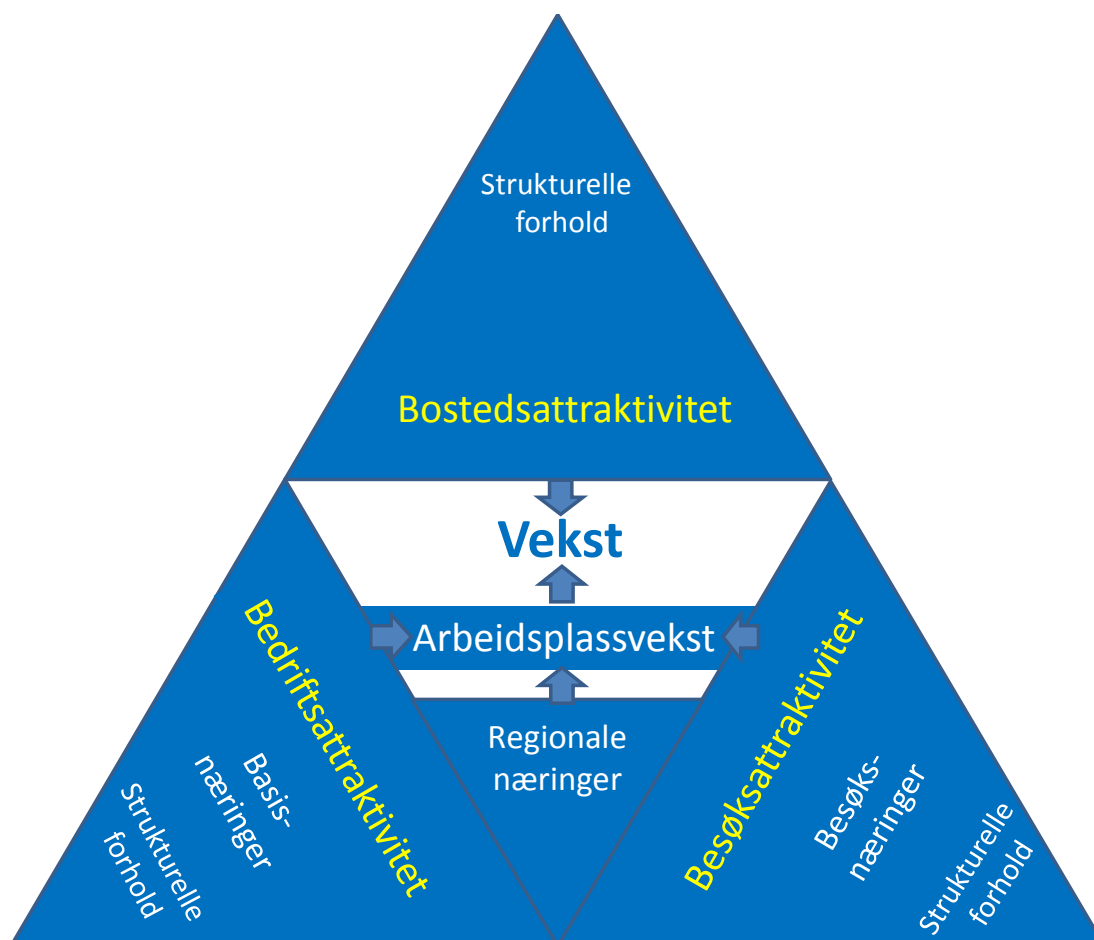 Strukturelle
forhold
Bostedsattraktivitet
Vekst
Arbeidsplassvekst
Regionale
næringer
Bedriftsattraktivitet
Basis-
næringer
Strukturelle
forhold
Besøksattraktivitet
Besøks-
næringer
Strukturelle
forhold